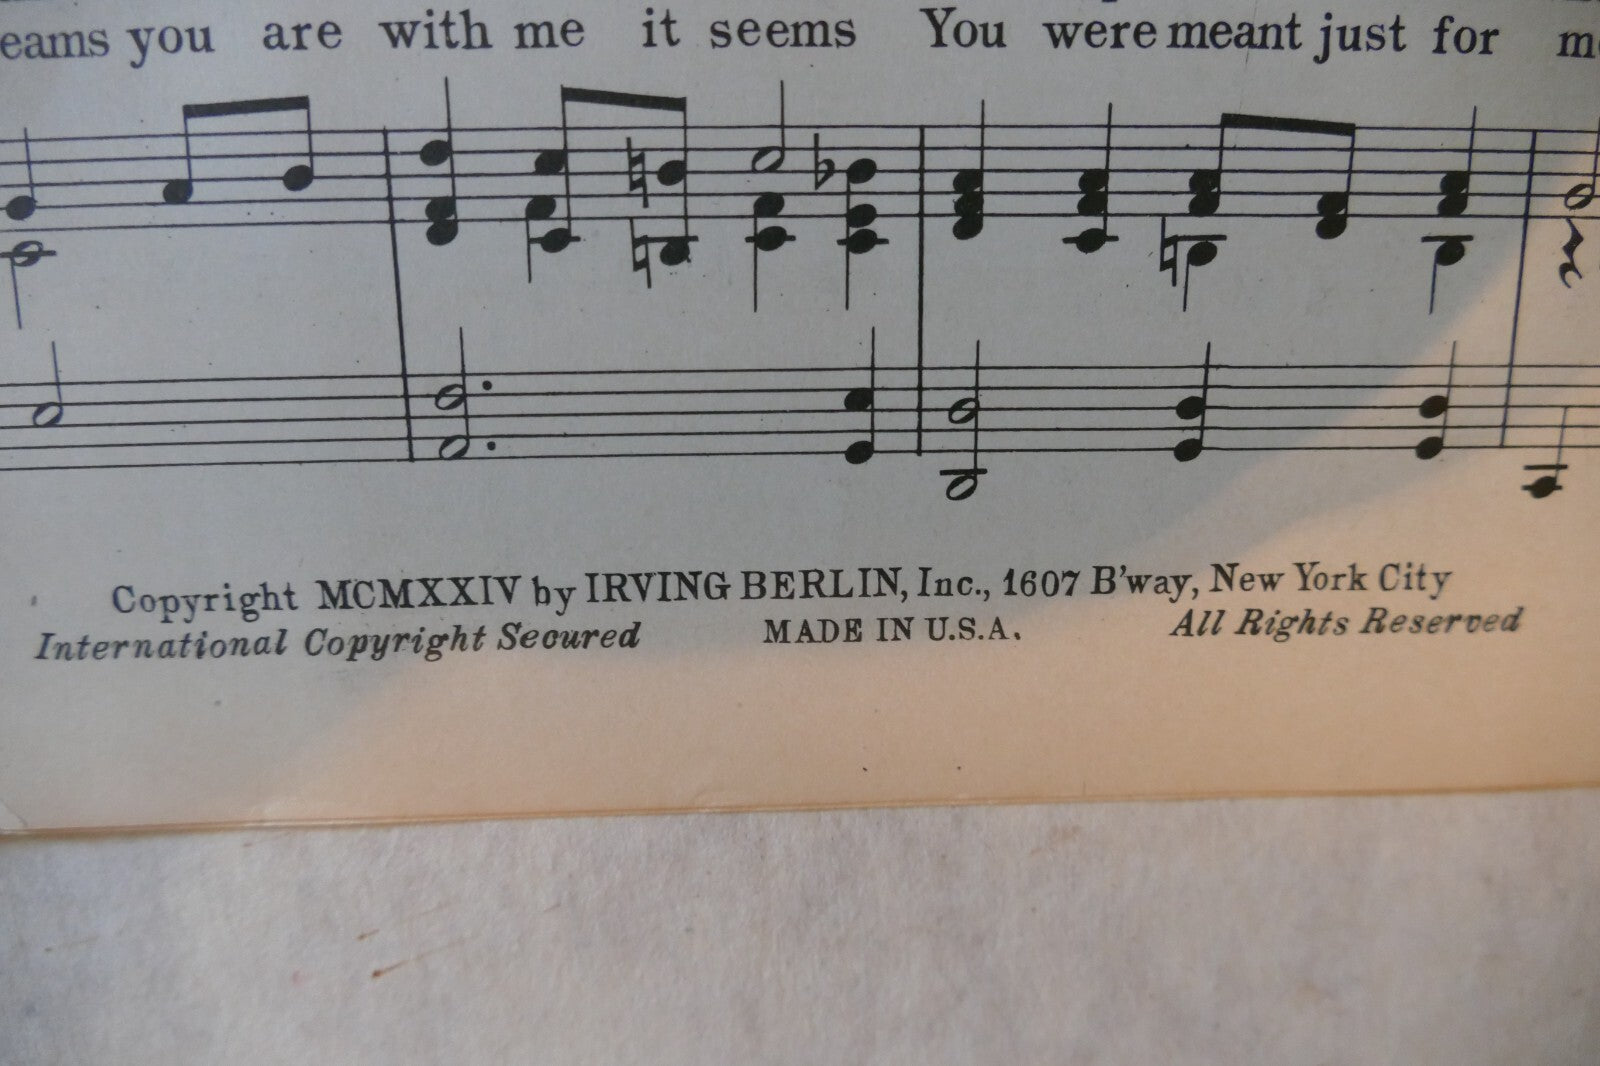 eams you are with me it seems You were meant just for
Copyright MCMXXIV by IRVING BERLIN, Inc., 1607 B'way, New York City
International Copyright Secured MADE IN U.S.A. All Rights Reserved